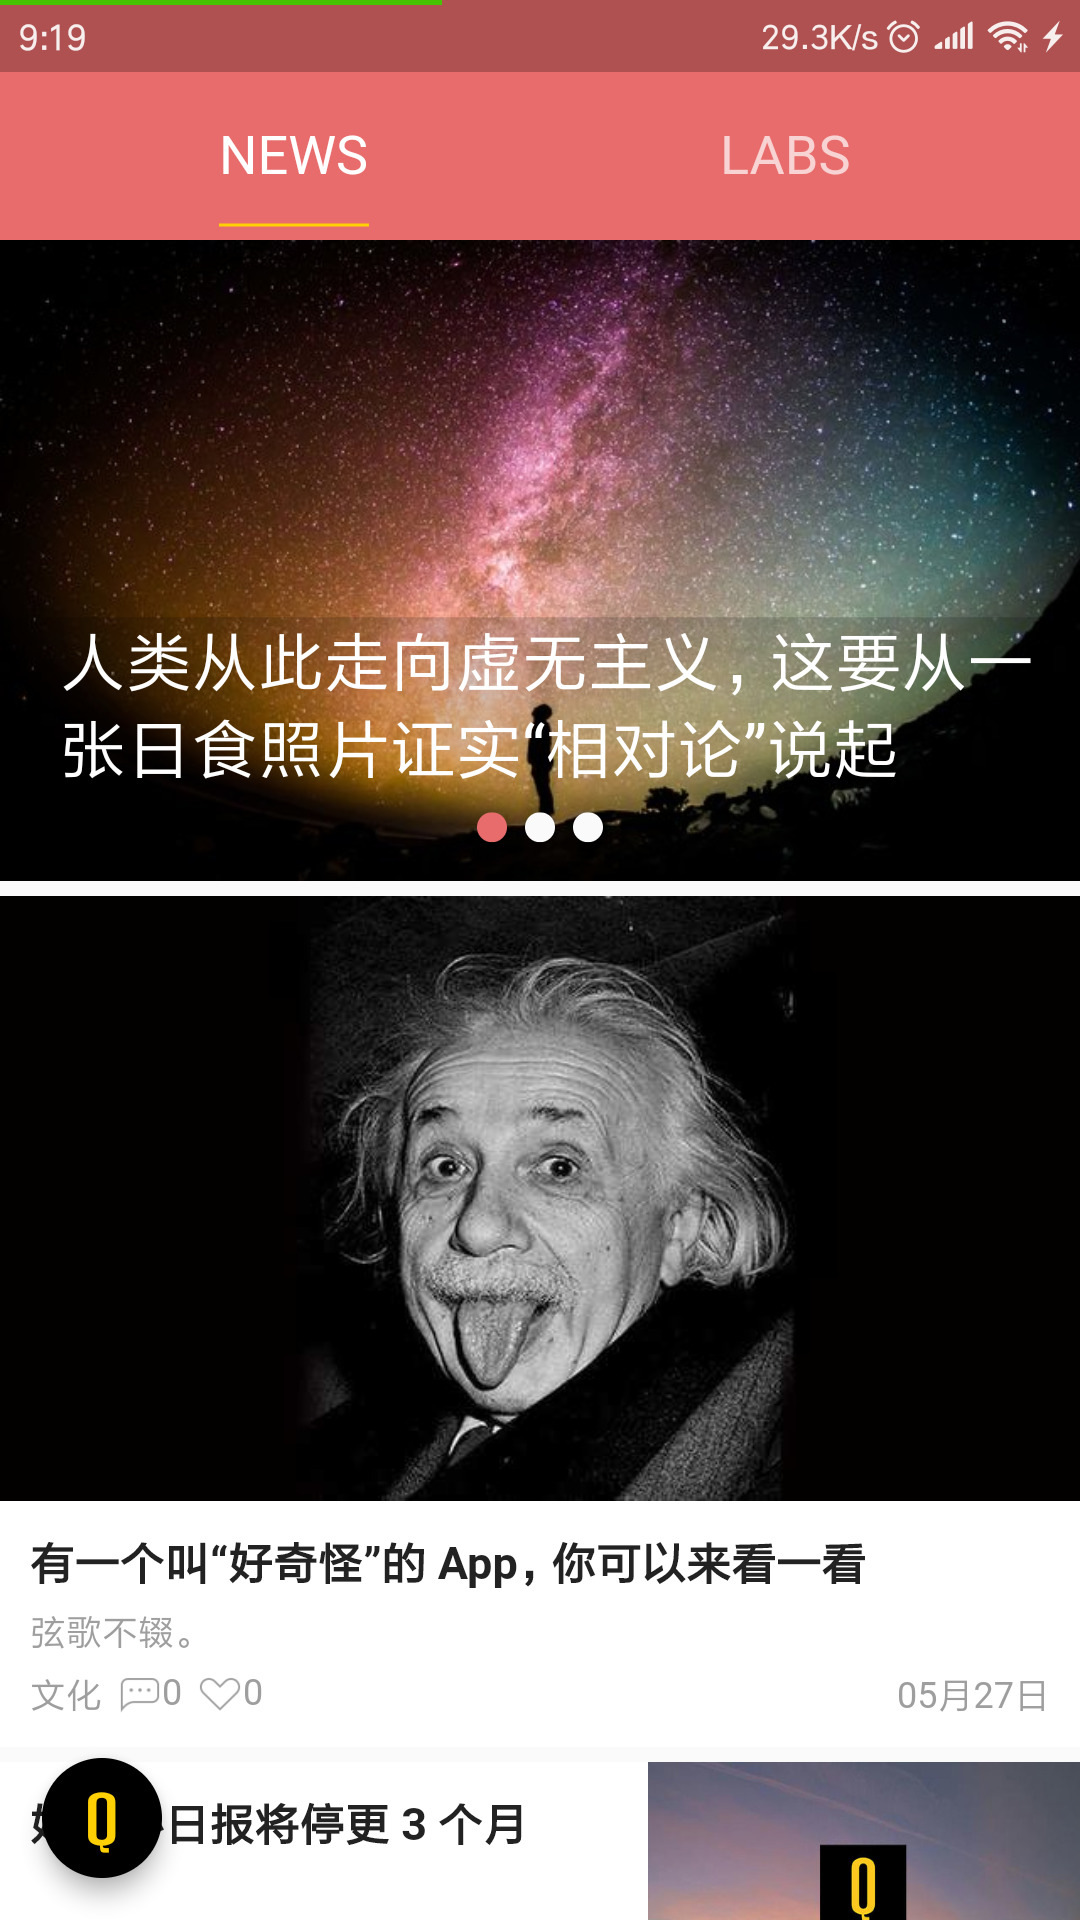 9:19
29.3K/s
NEWS
LABS
人类从此走向虚无主义，这要从一
张日食照片证实“相对论”说起
有一个叫“好奇怪”的 App，你可以来看一看
弦歌不辍。
文化 0 0
05月27日
日报将停更 3 个月
Q
Q